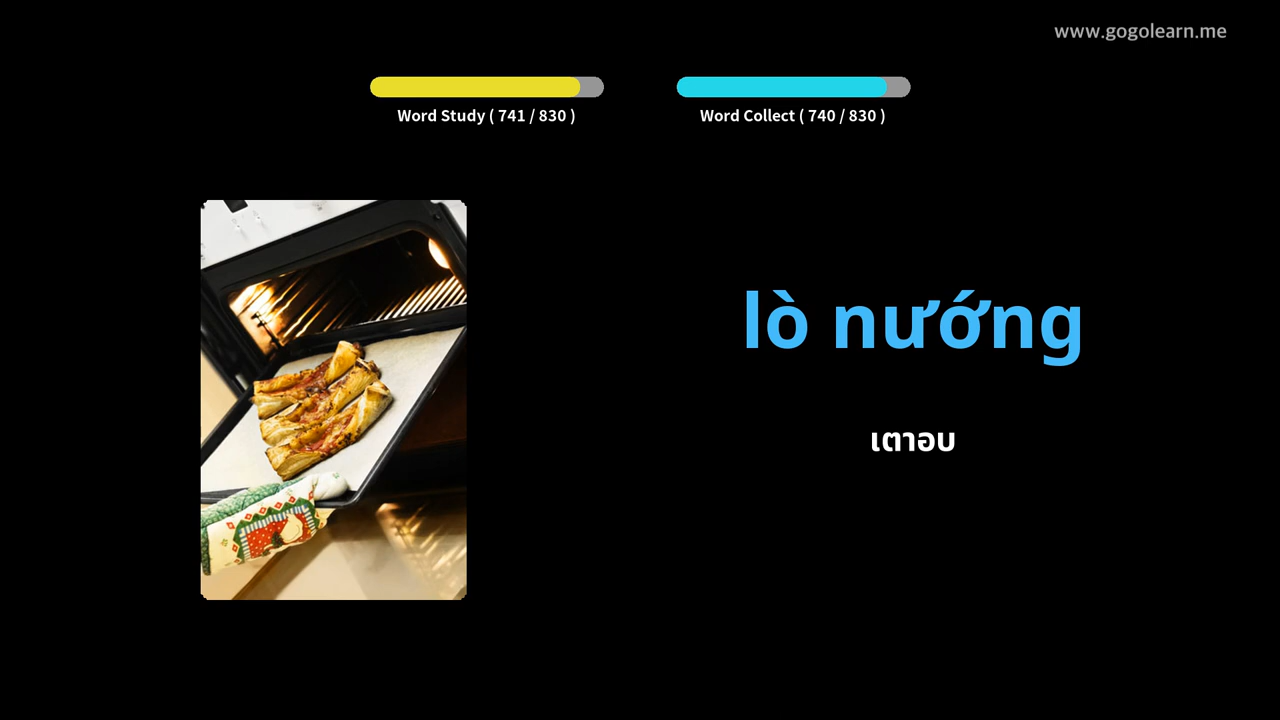 www.gogolearn.me
Word Study ( 741 / 830 )
Word Collect ( 740 / 830 )
lò nướng
เตาอบ